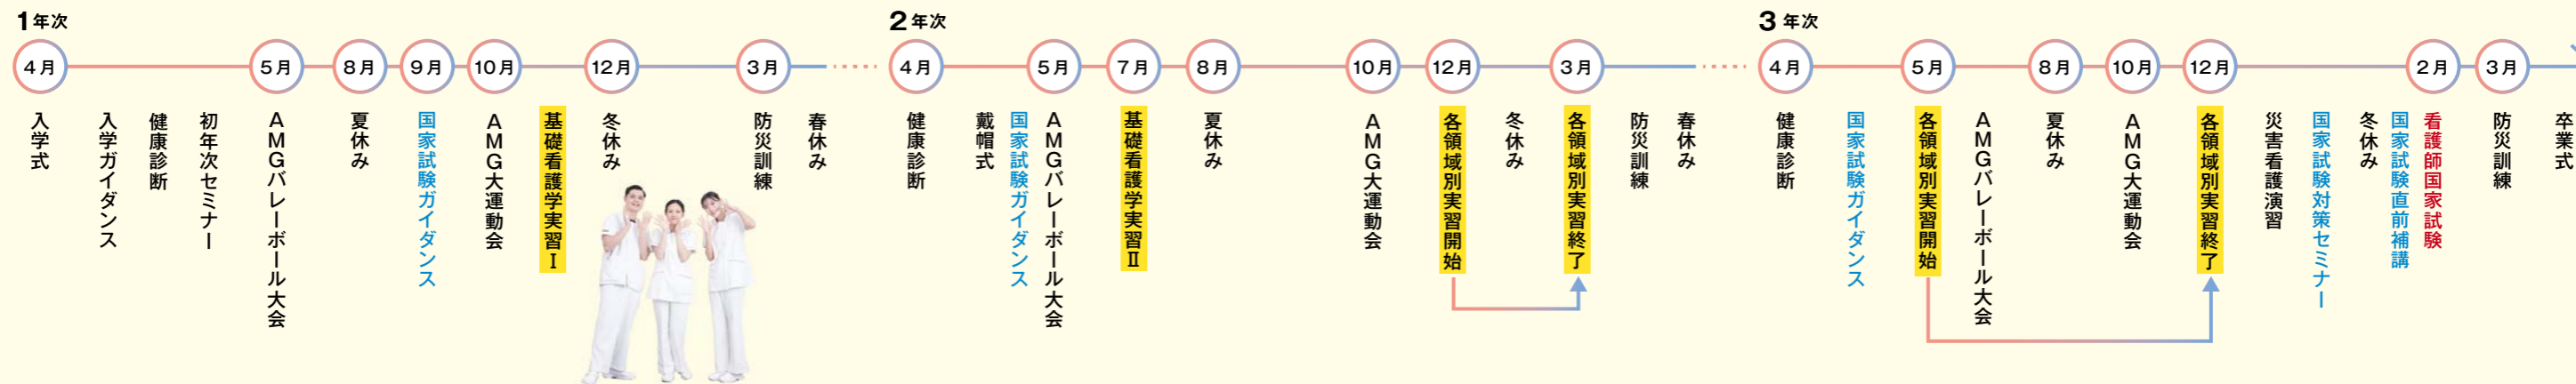 1年次
4月
入学式
入学ガイダンス
健康診断
初年次セミナー
5月
AMGバレーボール大会
8月
夏休み
9月
国家試験ガイダンス
10月
AMG大運動会
基礎看護学実習Ⅰ
12月
冬休み
3月
防災訓練
春休み
2年次
4月
健康診断
戴帽式
国家試験ガイダンス
5月
AMGバレーボール大会
7月
基礎看護学実習Ⅱ
8月
夏休み
10月
AMG大運動会
12月
各領域別実習開始
冬休み
3月
各領域別実習終了
防災訓練
春休み
3年次
4月
健康診断
国家試験ガイダンス
5月
各領域別実習開始
AMGバレーボール大会
8月
夏休み
10月
AMG大運動会
12月
各領域別実習終了
災害看護演習
国家試験対策セミナー
冬休み
国家試験直前補講
2月
看護師国家試験
3月
防災訓練
卒業式